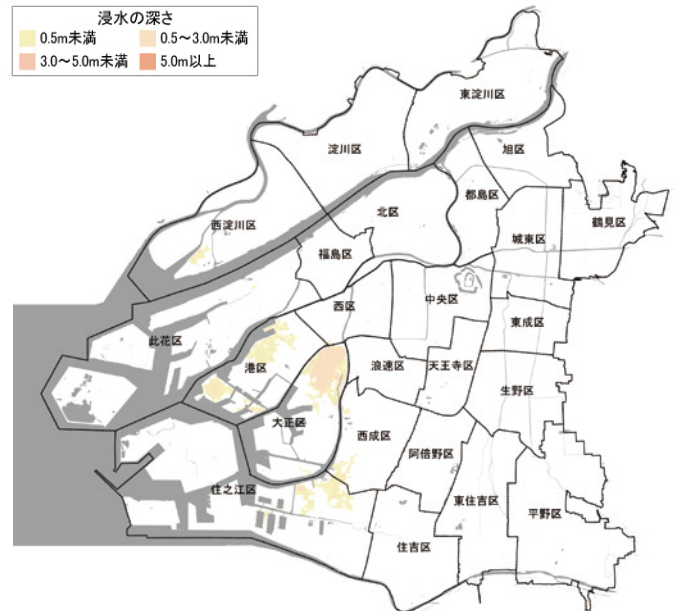 浸水の深さ
0.5m未満
0.5～3.0m未満
3.0～5.0m未満
5.0m以上
東淀川区
淀川区
旭区
都島区
北区
鶴見区
西淀川区
城東区
福島区
中央区
西区
東成区
此花区
港区
浪速区
天王寺区
生野区
大正区
西成区
阿倍野区
住之江区
東住吉区
平野区
住吉区